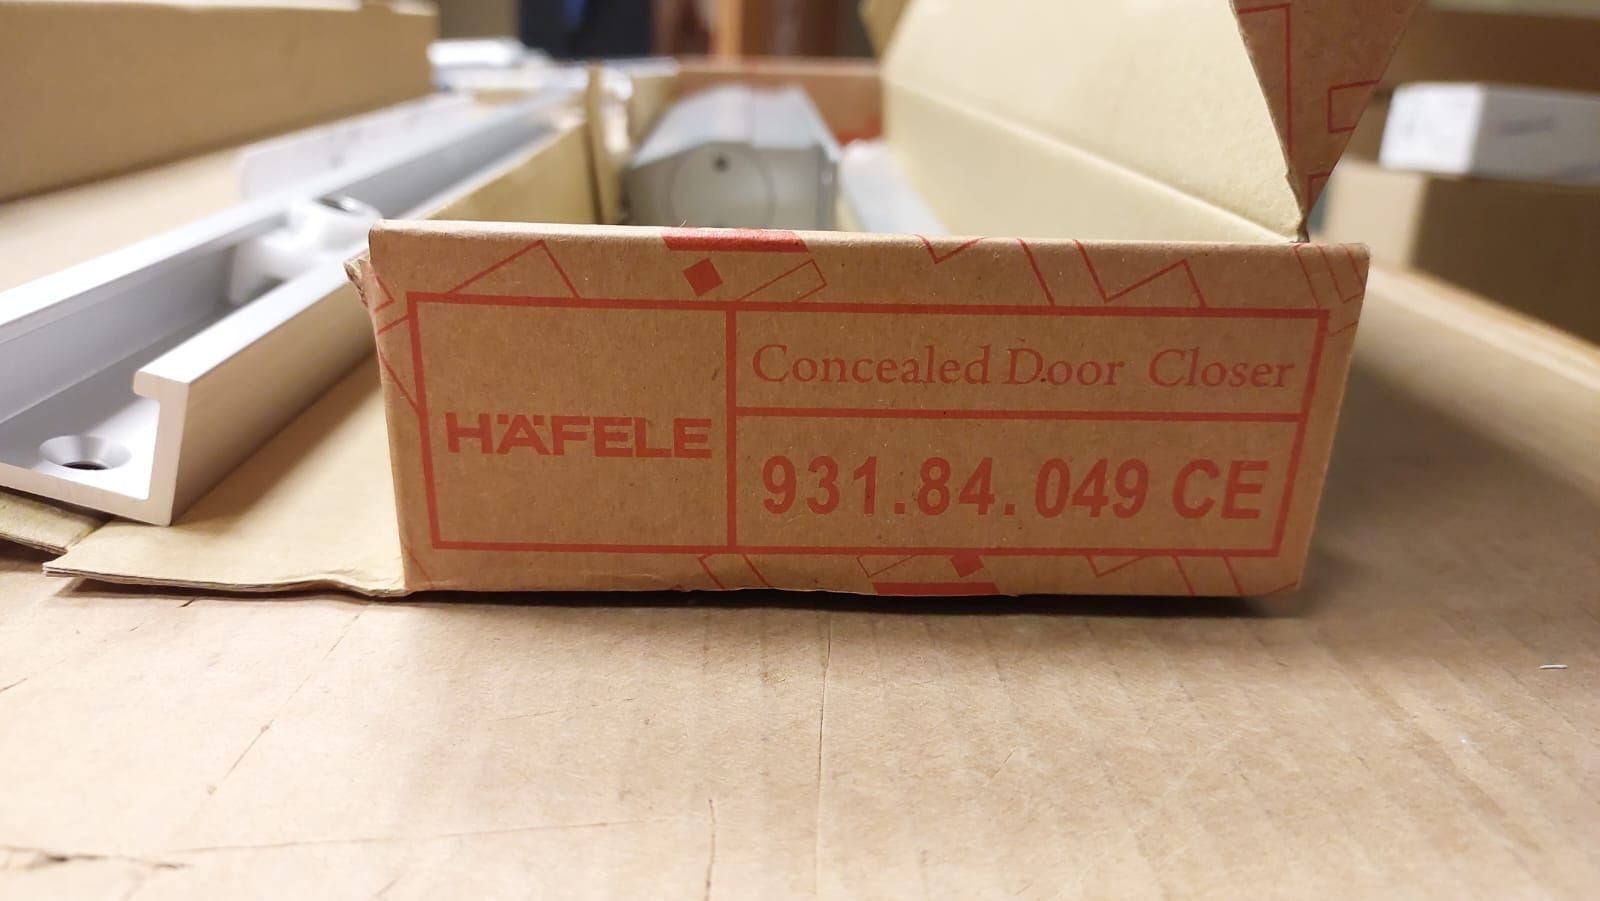 HÄFELE
Concealed Door Closer
931.84.049 CE